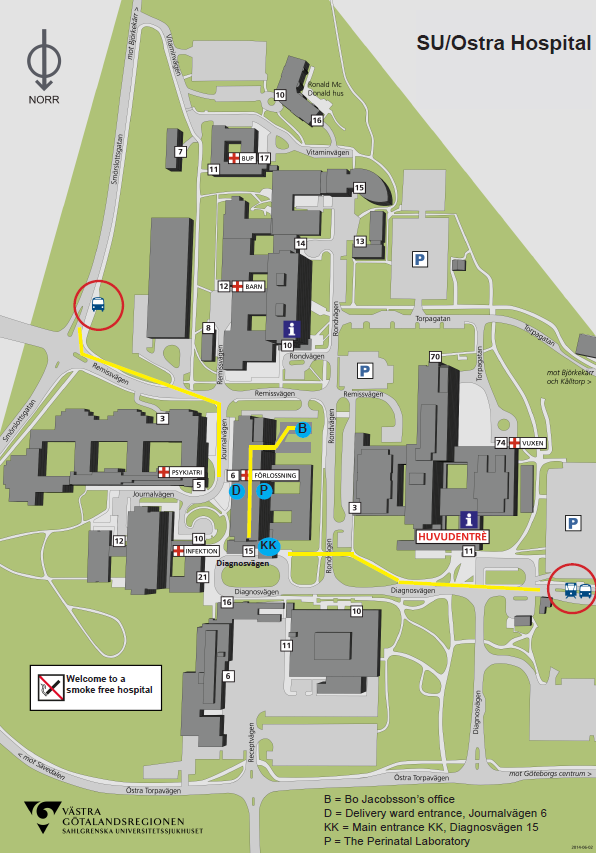 SU/Ostra Hospital
NORR
mot Björkekärr >
Vitaminvägen
Smörslottsgatan
Ronald Mc
Donald hus
10
16
7
BUP
17
11
Vitaminvägen
15
13
14
P
12
BARN
Rondvägen
Torpagatan
Torpagatan
8
i
10
Rondvägen
Remissvägen
70
Torpagatan
mot Björkekärr
och Kålltorp >
Remissvägen
P
Remissvägen
Remissvägen
Smörslottsgatan
3
Journalvägen
B
Rondvägen
74
VUXEN
PSYKIATRI
6
FÖRLOSSNING
5
D
P
Journalvägen
3
i
P
HUVUDENTRÈ
12
10
INFEKTION
15
KK
Rondvägen
11
Diagnosvägen
21
Diagnosvägen
Diagnosvägen
16
10
11
6
Welcome to a
smoke free hospital
Receptvägen
Diagnosvägen
< mot Sävedalen
Östra Torpavägen
Östra Torpavägen
mot Göteborgs centrum >
VÄSTRA
GÖTALANDSREGIONEN
SAHLGRENSKA UNIVERSITETSSJUKHUSET
B = Bo Jacobsson's office
D = Delivery ward entrance, Journalvägen 6
KK = Main entrance KK, Diagnosvägen 15
P = The Perinatal Laboratory